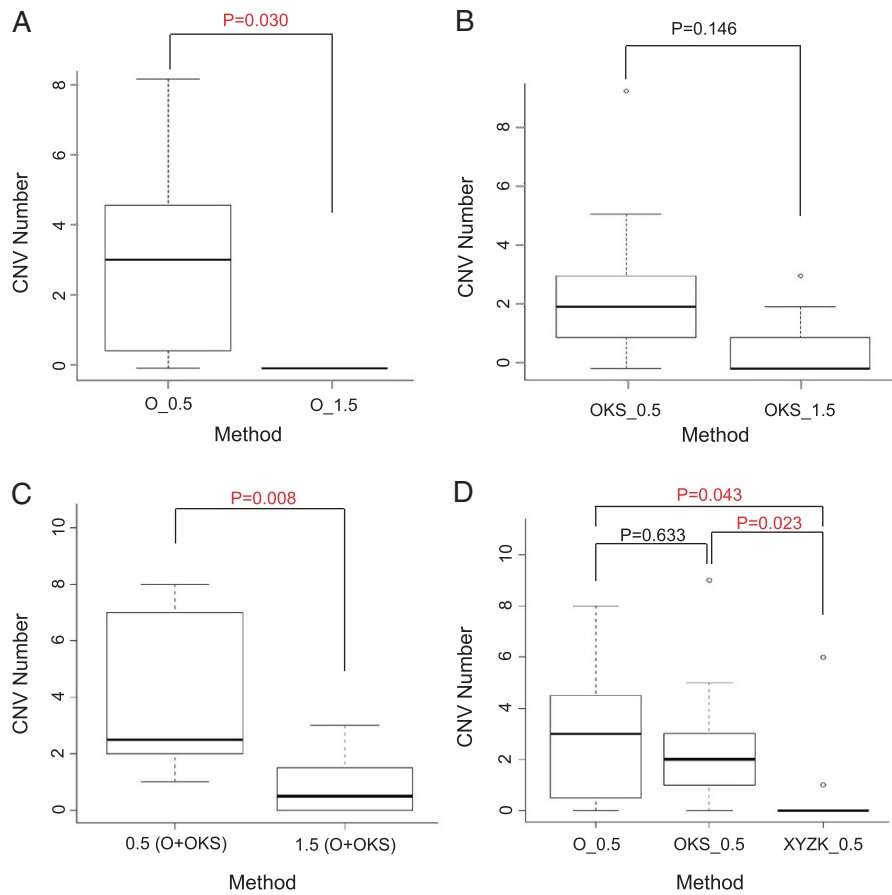 A
P=0.030
CNV Number
8
6
4
2
0
O_0.5 O_1.5
Method
B
P=0.146
CNV Number
8
6
4
2
0
OKS_0.5 OKS_1.5
Method
C
P=0.008
CNV Number
10
8
6
4
2
0
0.5 (O+OKS) 1.5 (O+OKS)
Method
D
P=0.043
P=0.023
P=0.633
CNV Number
10
8
6
4
2
0
O_0.5 OKS_0.5 XYZK_0.5
Method